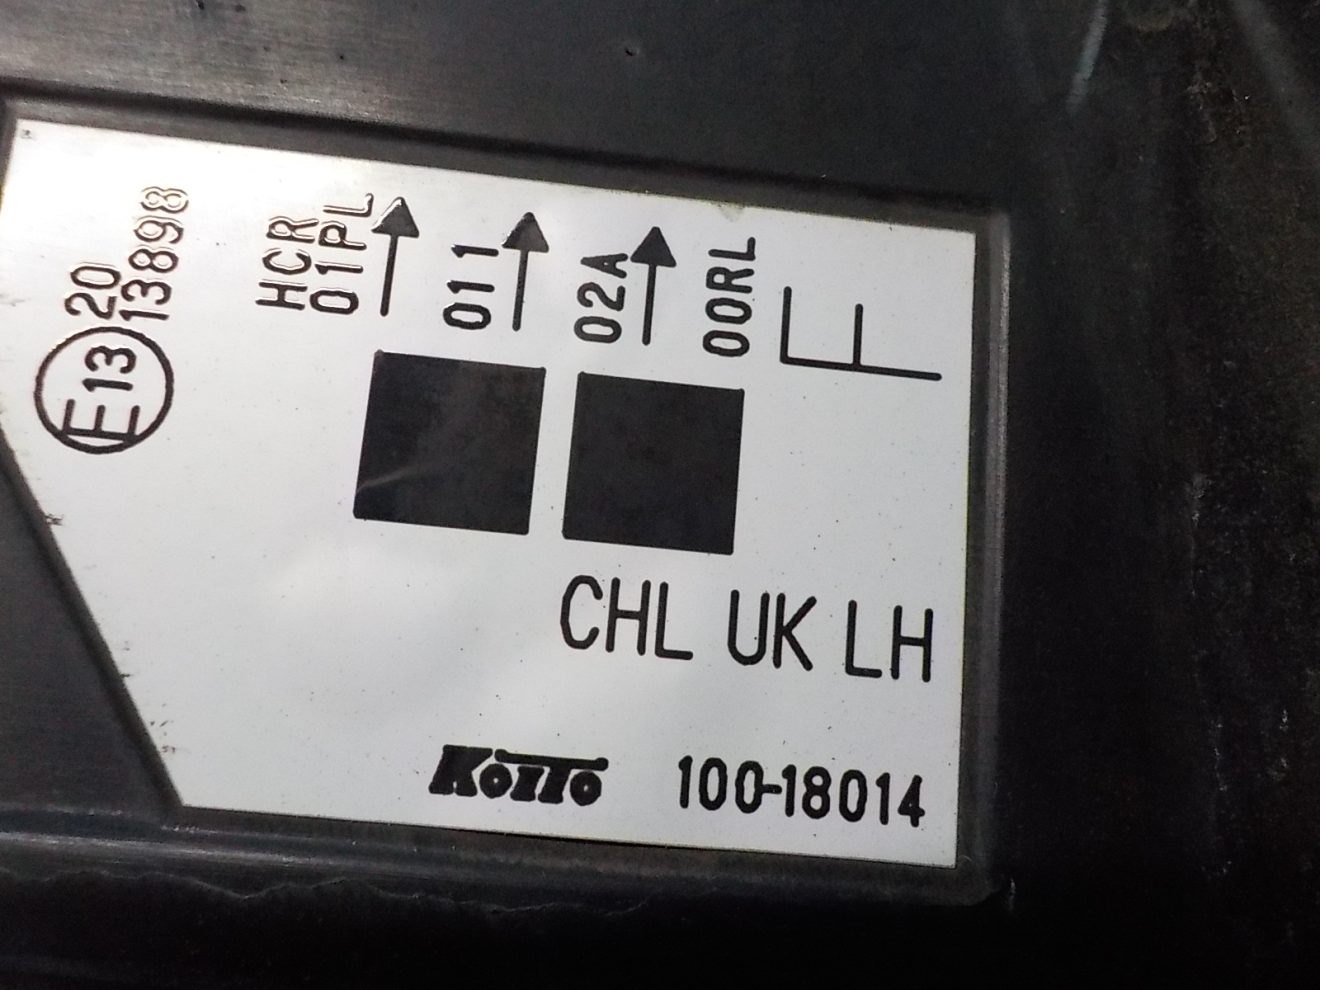 E13
20
13898
HCR
01PL
011
02A
00RL
CHL UK LH
KOITO 100-18014